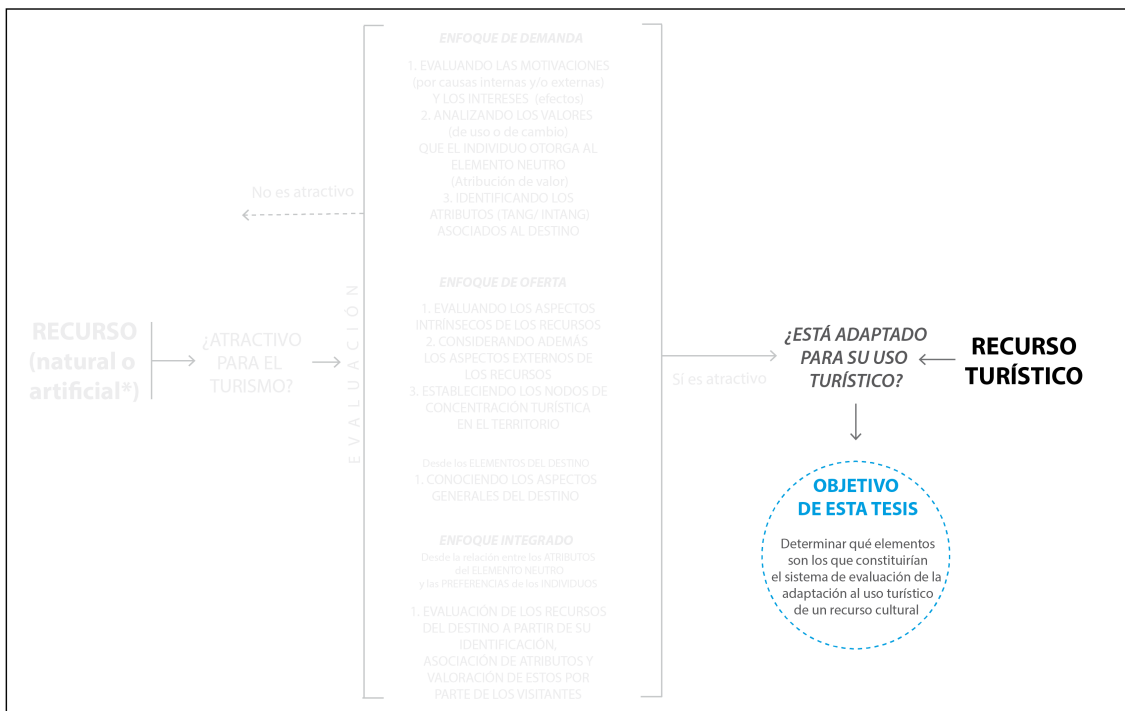 RECURSO
(natural o
artificial*)
¿ATRACTIVO
PARA EL
TURISMO?
No es atractivo
EVALUACIÓN
ENFOQUE DE DEMANDA
1. EVALUANDO LAS MOTIVACIONES
(por causas internas y/o externas)
Y LOS INTERESES (efectos)
2. ANALIZANDO LOS VALORES
(de uso o de cambio)
QUE EL INDIVIDUO OTORGA AL
ELEMENTO NEUTRO
(Atribución de valor)
3. IDENTIFICANDO LOS
ATRIBUTOS (TANG/ INTANG)
ASOCIADOS AL DESTINO
ENFOQUE DE OFERTA
1. EVALUANDO LOS ASPECTOS
INTRÍNSECOS DE LOS RECURSOS
2. CONSIDERANDO ADEMÁS
LOS ASPECTOS EXTERNOS DE
LOS RECURSOS
3. ESTABLECIENDO LOS NODOS DE
CONCENTRACIÓN TURÍSTICA
EN EL TERRITORIO
Desde los ELEMENTOS DEL DESTINO
1. CONOCIENDO LOS ASPECTOS
GENERALES DEL DESTINO
ENFOQUE INTEGRADO
Desde la relación entre los ATRIBUTOS
del ELEMENTO NEUTRO
y las PREFERENCIAS de los INDIVIDUOS
1. EVALUACIÓN DE LOS RECURSOS
DEL DESTINO A PARTIR DE SU
IDENTIFICACIÓN,
ASOCIACIÓN DE ATRIBUTOS Y
VALORACIÓN DE ESTOS POR
PARTE DE LOS VISITANTES
Sí es atractivo
¿ESTÁ ADAPTADO
PARA SU USO
TURÍSTICO?
RECURSO
TURÍSTICO
OBJETIVO
DE ESTA TESIS
Determinar qué elementos
son los que constituirían
el sistema de evaluación de la
adaptación al uso turístico
de un recurso cultural